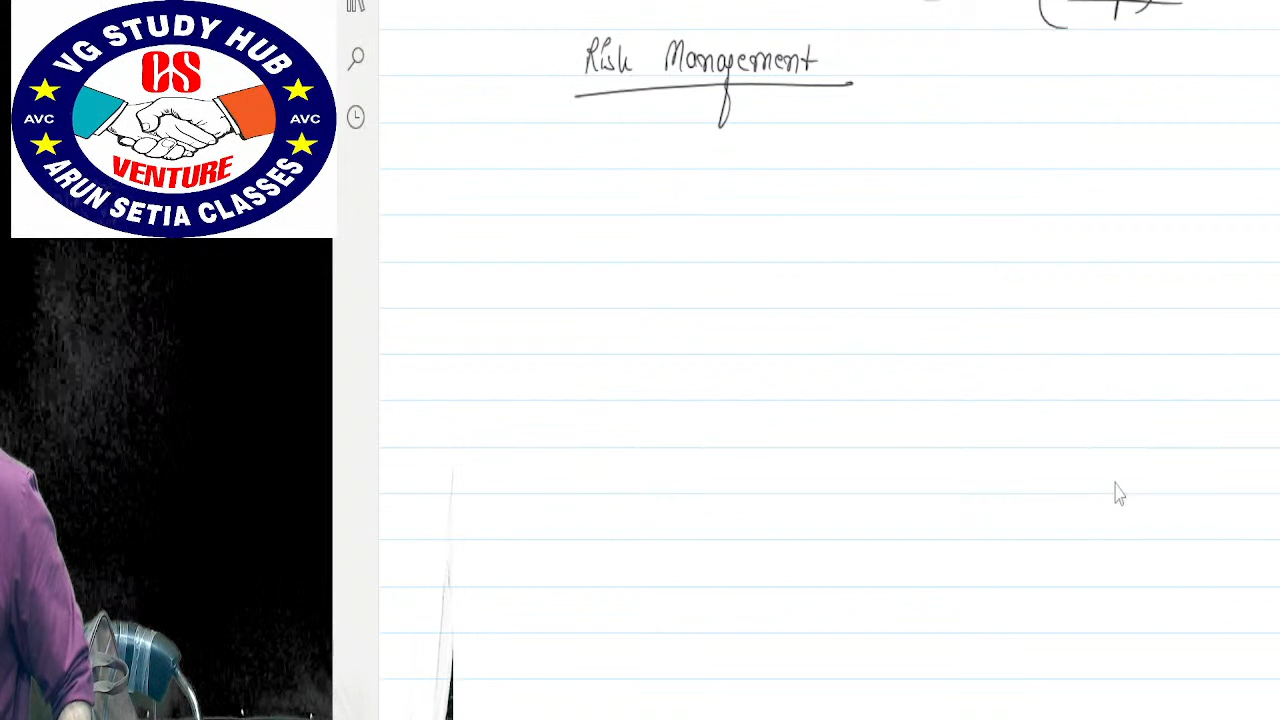 VG STUDY HUB
CS
AVC
AVC
VENTURE
ARUN SETIA CLASSES
Risk Management